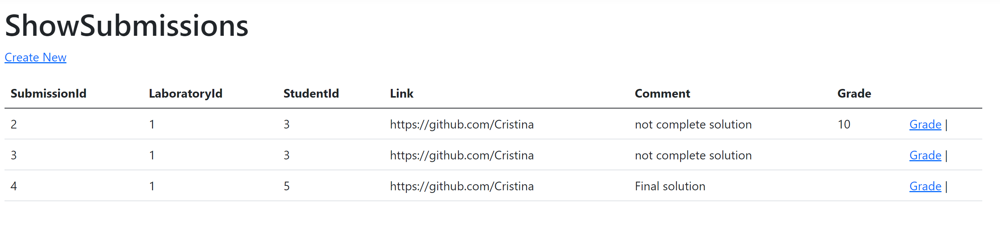 ShowSubmissions
Create New
SubmissionId LaboratoryId StudentId Link Comment Grade
2 1 3 https://github.com/Cristina not complete solution 10 Grade |
3 1 3 https://github.com/Cristina not complete solution Grade |
4 1 5 https://github.com/Cristina Final solution Grade |